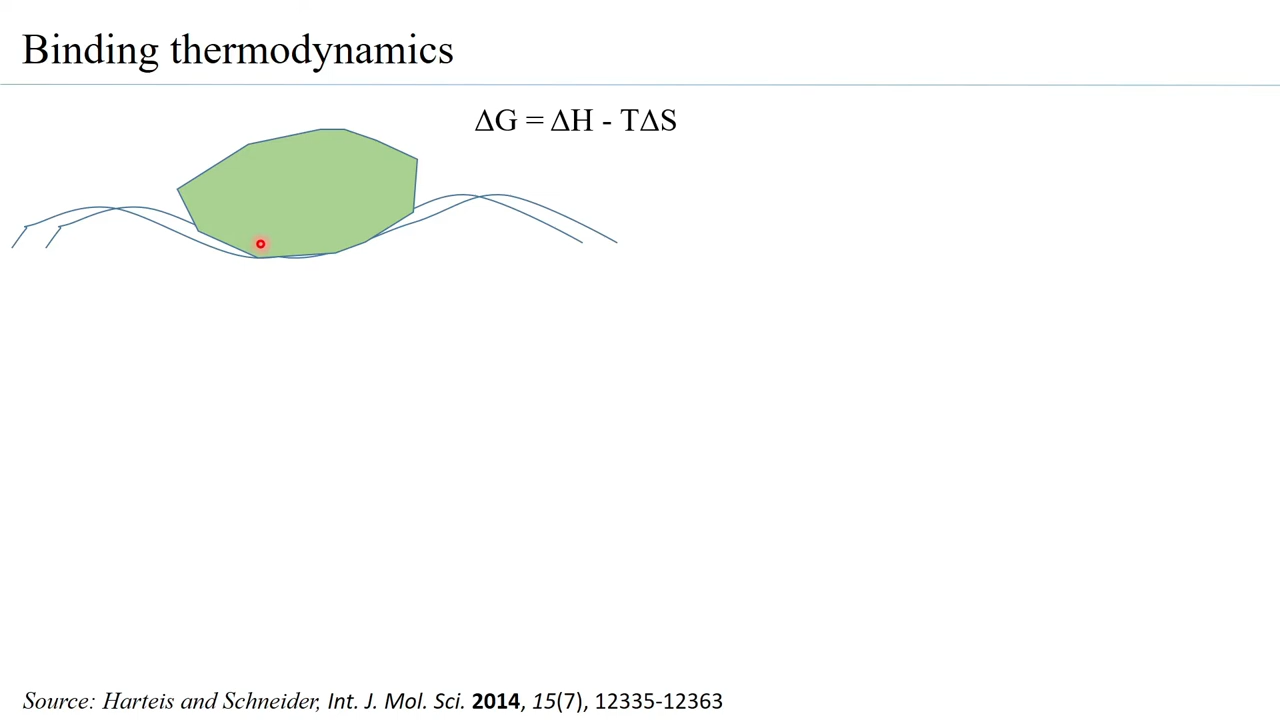 Binding thermodynamics
ΔG = ΔH - TΔS
Source: Harteis and Schneider, Int. J. Mol. Sci. 2014, 15(7), 12335-12363